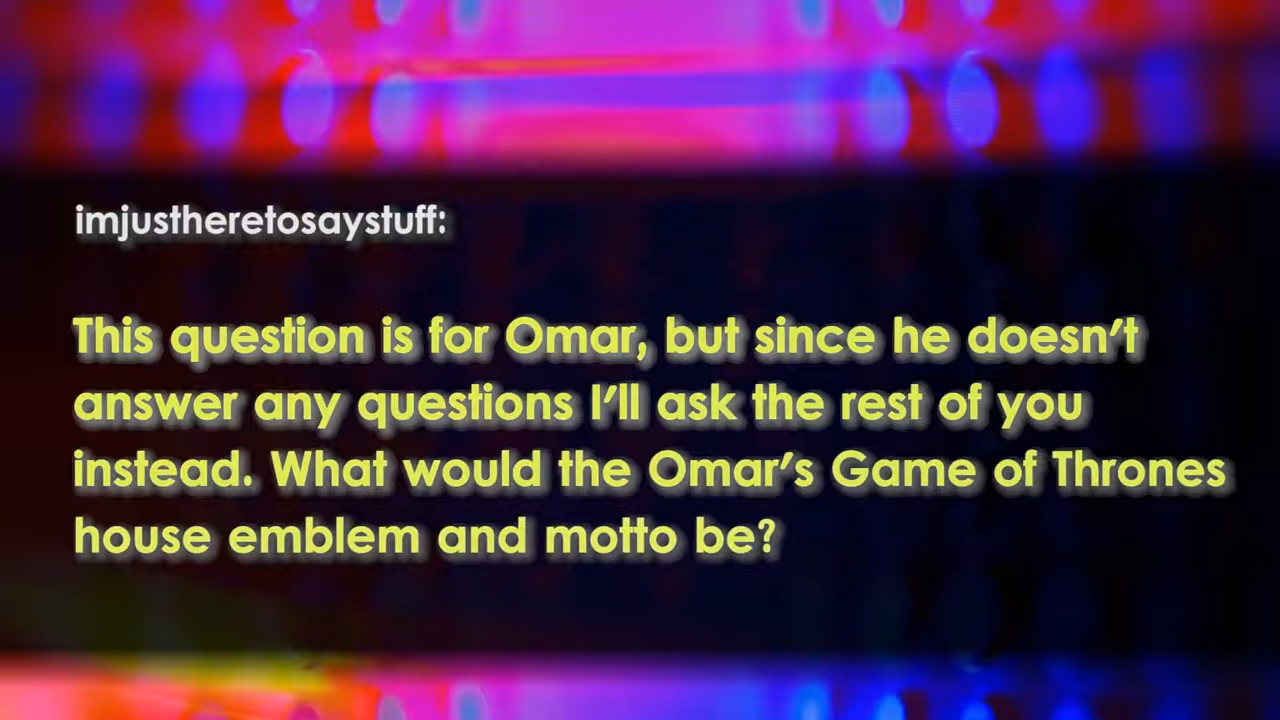 imjustheretosaystuff:
This question is for Omar, but since he doesn't
answer any questions I'll ask the rest of you
instead. What would the Omar's Game of Thrones
house emblem and motto be?